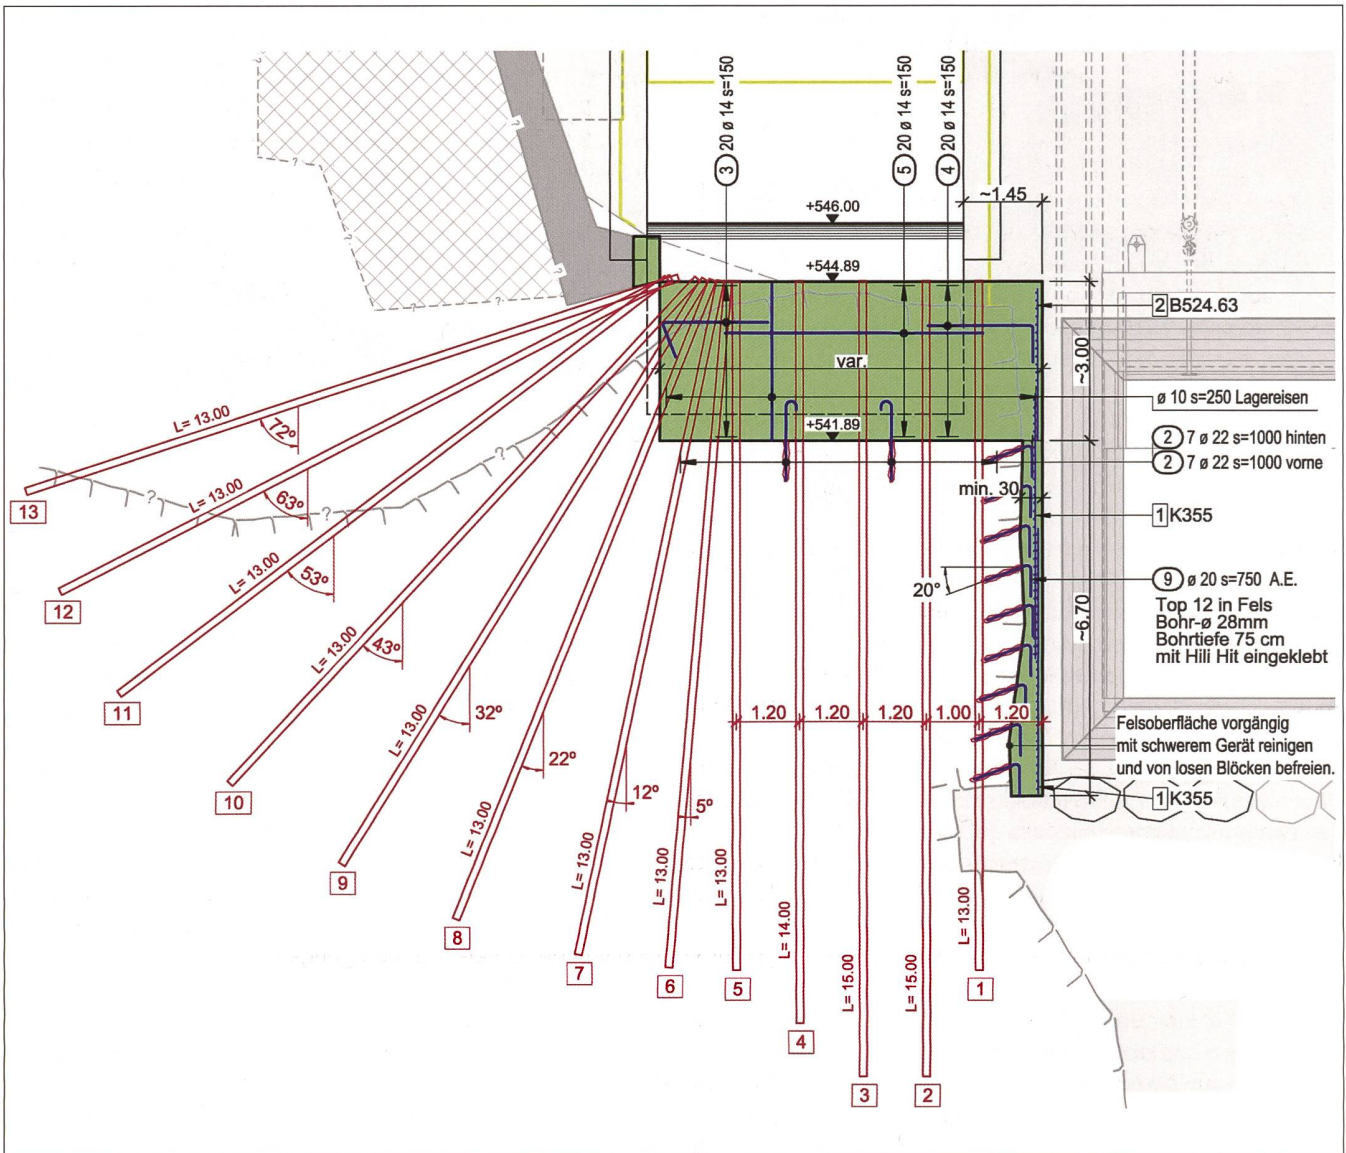 3 20 ø 14 s=150
5 20 ø 14 s=150
4 20 ø 14 s=150
~1.45
+546.00
+544.89
2 B524.63
~3.00
var.
ø 10 s=250 Lagereisen
+541.89
2 7 ø 22 s=1000 hinten
2 7 ø 22 s=1000 vorne
min. 30
1 K355
9 ø 20 s=750 A.E.
Top 12 in Fels
Bohr-ø 28mm
Bohrtiefe 75 cm
mit Hili Hit eingeklebt
20°
~6.70
1.20
1.20
1.20
1.00
1.20
Felsoberfläche vorgängig
mit schwerem Gerät reinigen
und von losen Blöcken befreien.
1 K355
?
?
?
?
?
?
?
?
?
L= 13.00
72°
13
L= 13.00
63°
12
L= 13.00
53°
11
L= 13.00
43°
10
L= 13.00
32°
9
L= 13.00
22°
8
L= 13.00
12°
7
L= 13.00
5°
6
L= 13.00
5
L= 14.00
4
L= 15.00
3
L= 15.00
2
L= 13.00
1